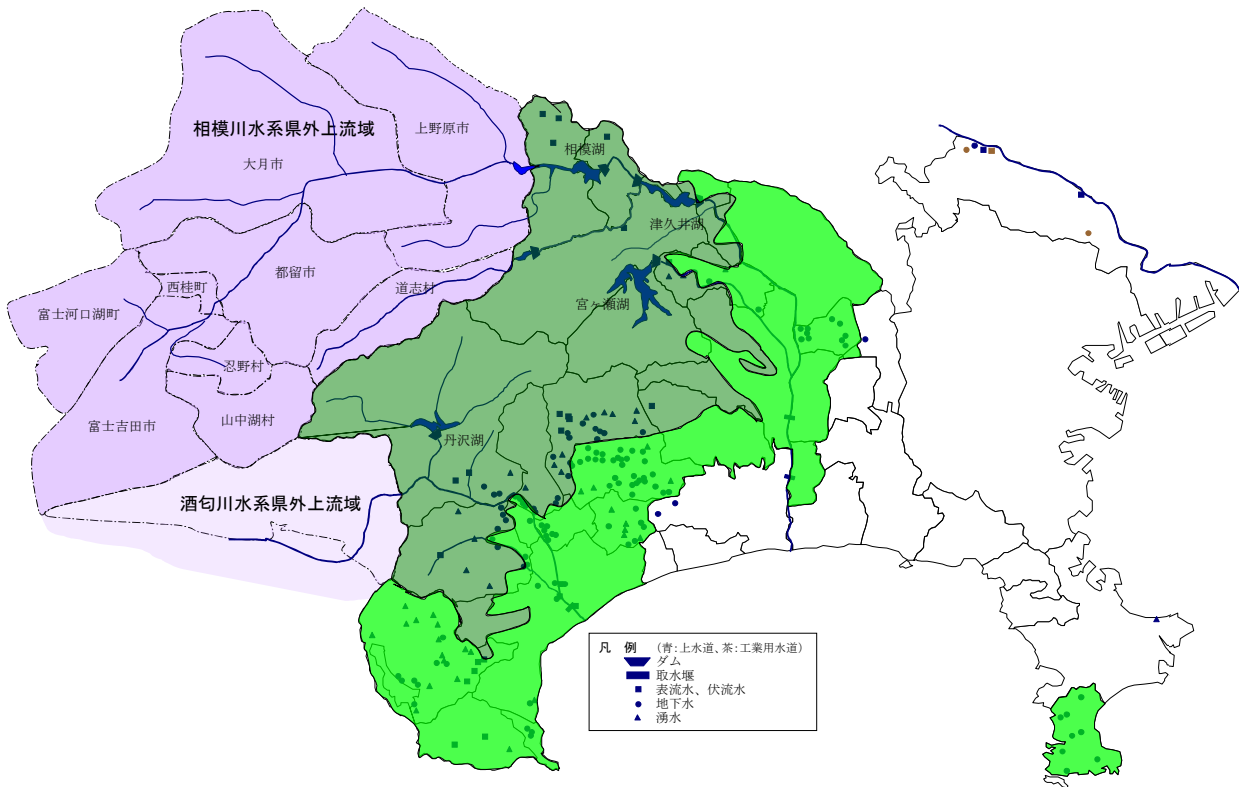 相模川水系県外上流域
上野原市
大月市
相模湖
津久井湖
都留市
西桂町
道志村
宮ヶ瀬湖
富士河口湖町
忍野村
富士吉田市
山中湖村
丹沢湖
酒匂川水系県外上流域
凡 例 (青:上水道、茶:工業用水道)
ダム
取水堰
表流水、伏流水
地下水
湧水